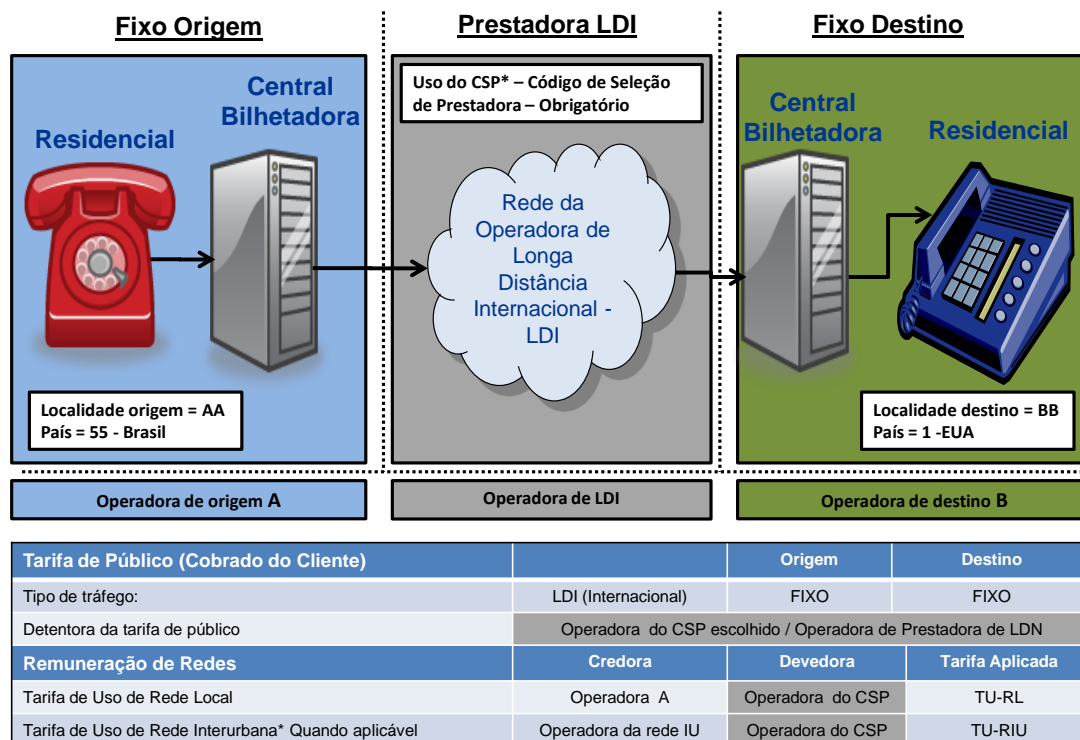 Fixo Origem
Prestadora LDI
Fixo Destino
Central
Bilhetadora
Residencial
Uso do CSP* – Código de Seleção
de Prestadora – Obrigatório
Central
Bilhetadora
Residencial
Rede da
Operadora de
Longa
Distância
Internacional -
LDI
Localidade origem = AA
País = 55 - Brasil
Localidade destino = BB
País = 1 -EUA
Operadora de origem A
Operadora de LDI
Operadora de destino B
Tarifa de Público (Cobrado do Cliente) Origem Destino
Tipo de tráfego: LDI (Internacional) FIXO FIXO
Detentora da tarifa de público Operadora do CSP escolhido / Operadora de Prestadora de LDN
Remuneração de Redes Credora Devedora Tarifa Aplicada
Tarifa de Uso de Rede Local Operadora A Operadora do CSP TU-RL
Tarifa de Uso de Rede Interurbana* Quando aplicável Operadora da rede IU Operadora do CSP TU-RIU